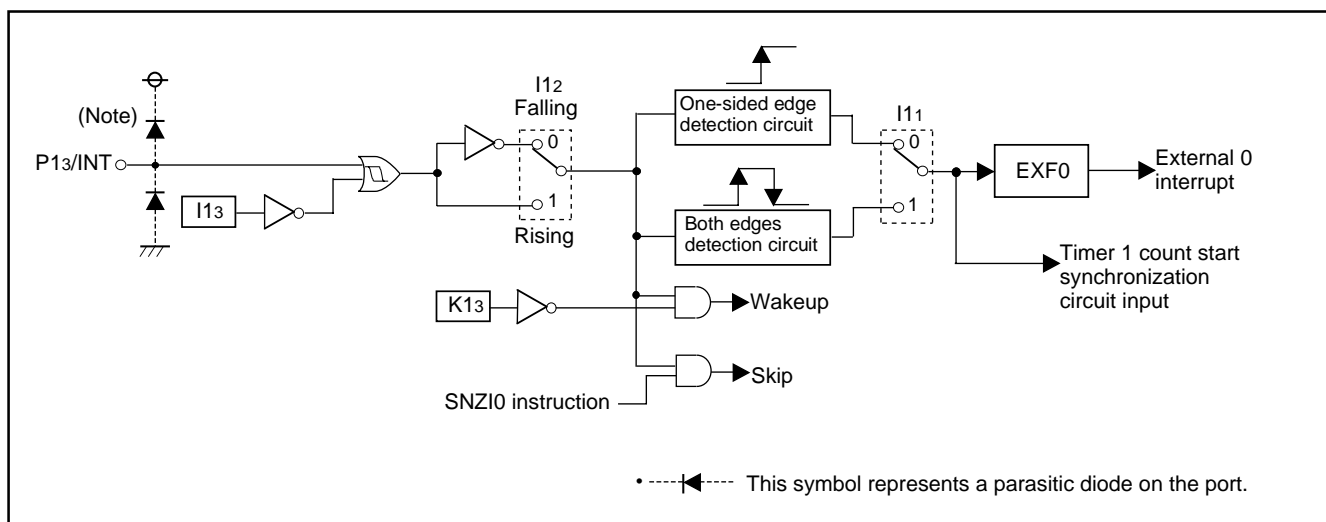 (Note)
P13/INT
I13
I12
Falling
0
1
Rising
One-sided edge
detection circuit
Both edges
detection circuit
I11
0
1
EXF0
External 0
interrupt
Timer 1 count start
synchronization
circuit input
K13
Wakeup
Skip
SNZI0 instruction
• This symbol represents a parasitic diode on the port.